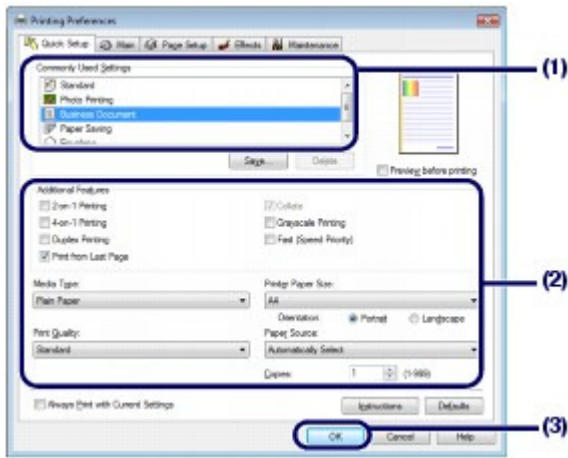 Printing Preferences
Quick Setup Main Page Setup Effects Maintenance
Commonly Used Settings
(1)
Standard
Photo Printing
Business Document
Paper Saving
Envelope
Save... Delete
Preview before printing
Additional Features
2-on-1 Printing Collate
4-on-1 Printing Grayscale Printing
Duplex Printing Fast (Speed Priority)
Print from Last Page
(2)
Media Type: Printer Paper Size:
Plain Paper A4
Orientation: Portrait Landscape
Print Quality: Paper Source:
Standard Automatically Select
Copies: 1 (1-999)
Always Print with Current Settings Instructions Defaults
(3)
OK Cancel Help